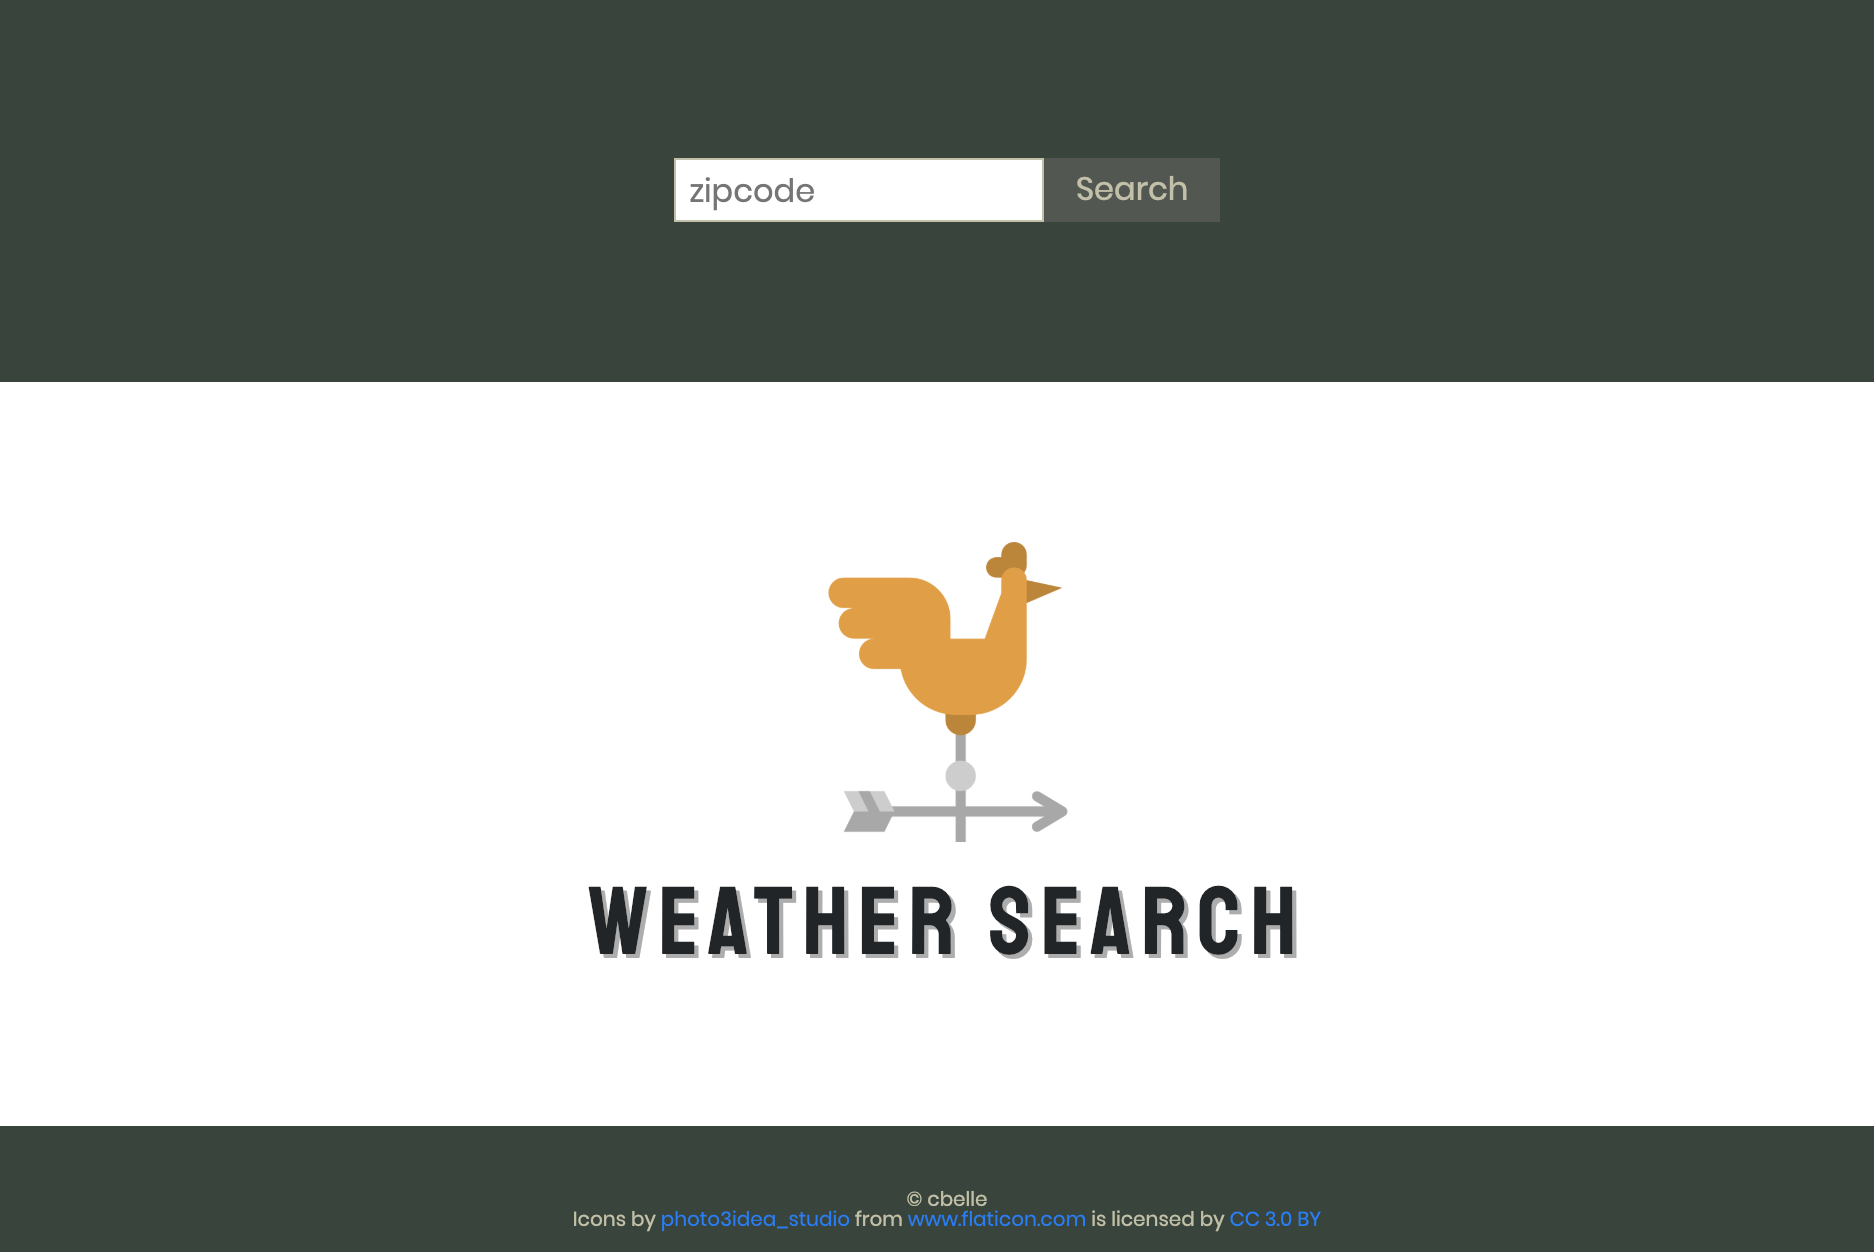 zipcode
Search
WEATHER SEARCH
© cbelle
Icons by photo3idea_studio from www.flaticon.com is licensed by CC 3.0 BY